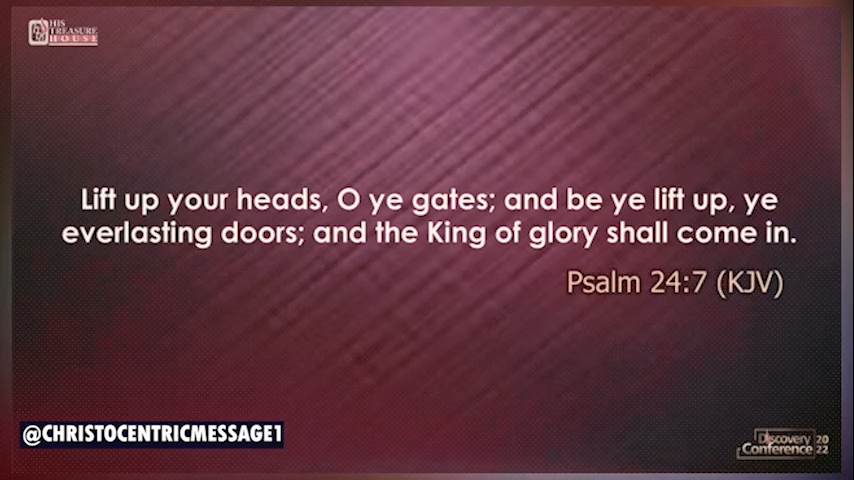 HIS
TREASURE
HOUSE
Lift up your heads, O ye gates; and be ye lift up, ye
everlasting doors; and the King of glory shall come in.
Psalm 24:7 (KJV)
@CHRISTOCENTRICMESSAGE1
Discovery
Conference
20
22